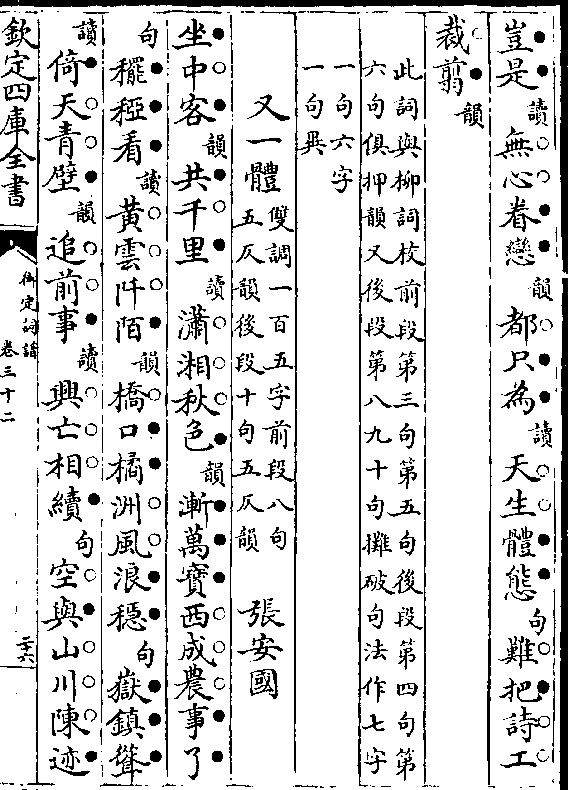 豈是讀無心眷戀韻都只為讀天生體態句難把詩工
裁翦韻
此詞與柳詞校前段第三句第五句後段第四句第
六句俱押韻又後段第八九十句攤破句法作七字
一句六字
一句異
又一體雙調一百五字前段八句
五仄韻後段十句五仄韻
張安國
坐中客韻共千里讀瀟湘秋色韻漸萬寶西成農事了
句穲稏看讀黃雲阡陌韻橋口橘洲風浪穩句嶽鎮聳
讀倚天青壁韻追前事讀興亡相續句空與山川陳迹
欽定四庫全書
御定詞譜
卷三十二
二十六